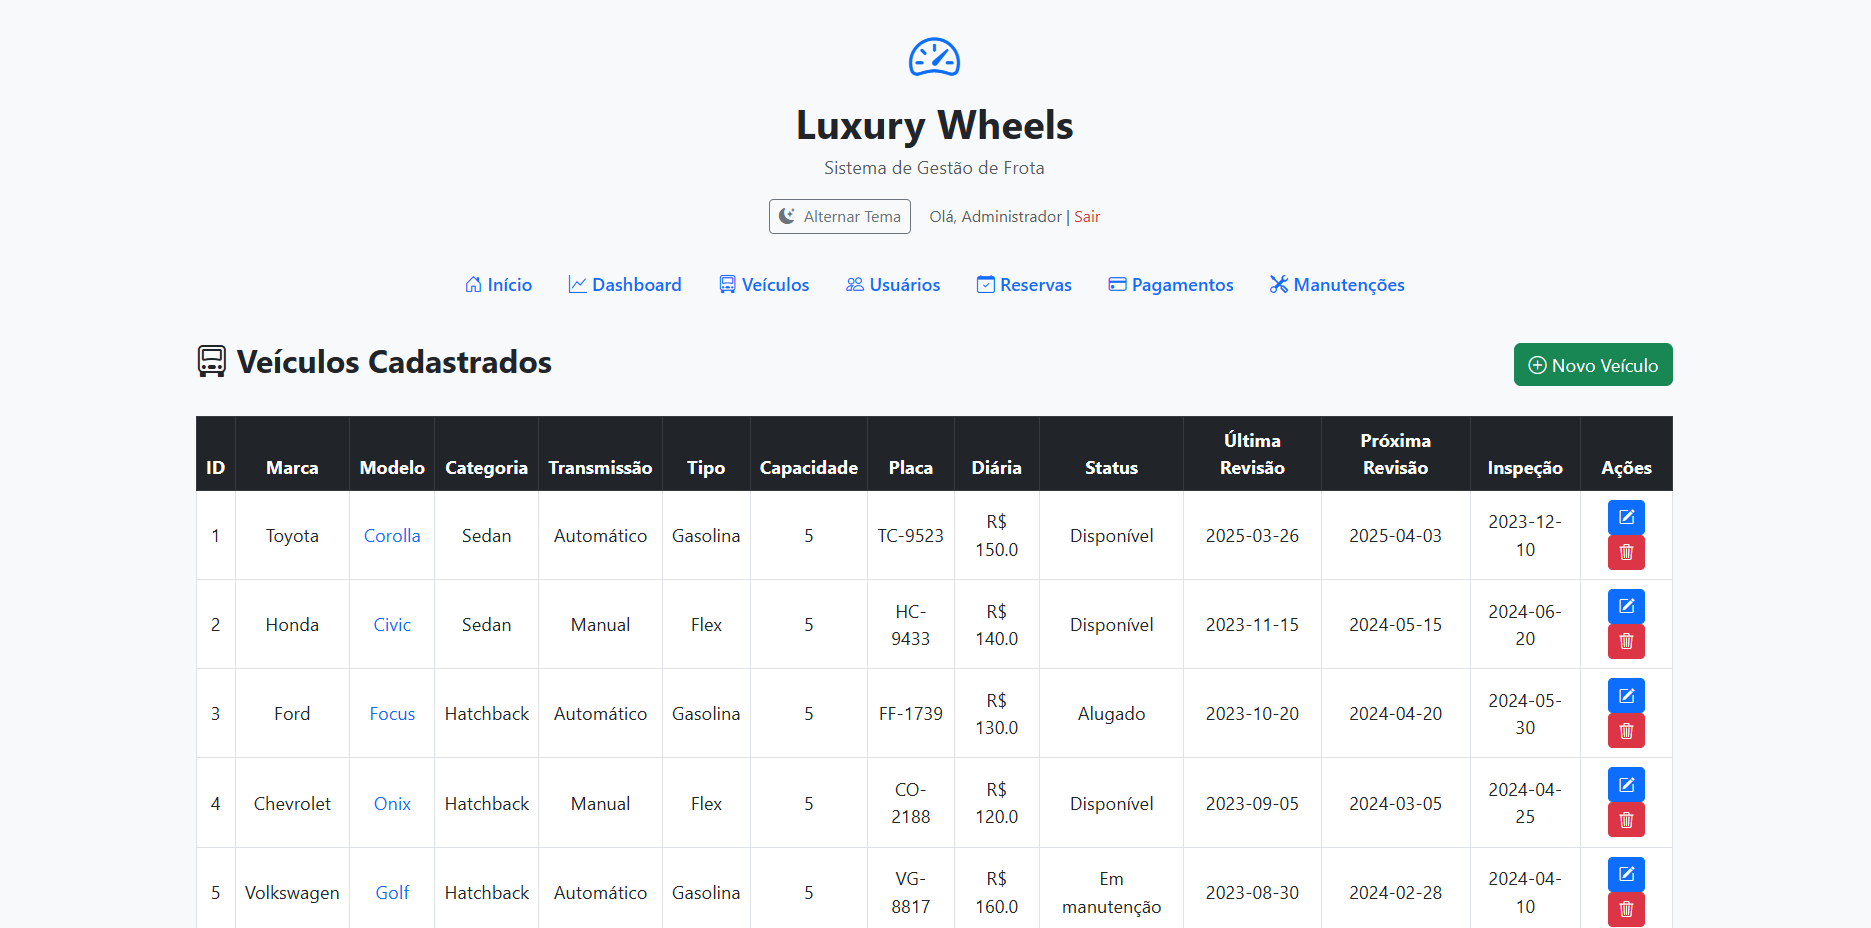 Luxury Wheels
Sistema de Gestão de Frota
Alternar Tema Olá, Administrador | Sair
Início Dashboard Veículos Usuários Reservas Pagamentos Manutenções
Veículos Cadastrados
Novo Veículo
ID Marca Modelo Categoria Transmissão Tipo Capacidade Placa Diária Status Última Revisão Próxima Revisão Inspeção Ações
1 Toyota Corolla Sedan Automático Gasolina 5 TC-9523 R$ 150.0 Disponível 2025-03-26 2025-04-03 2023-12-10
2 Honda Civic Sedan Manual Flex 5 HC-9433 R$ 140.0 Disponível 2023-11-15 2024-05-15 2024-06-20
3 Ford Focus Hatchback Automático Gasolina 5 FF-1739 R$ 130.0 Alugado 2023-10-20 2024-04-20 2024-05-30
4 Chevrolet Onix Hatchback Manual Flex 5 CO-2188 R$ 120.0 Disponível 2023-09-05 2024-03-05 2024-04-25
5 Volkswagen Golf Hatchback Automático Gasolina 5 VG-8817 R$ 160.0 Em manutenção 2023-08-30 2024-02-28 2024-04-10